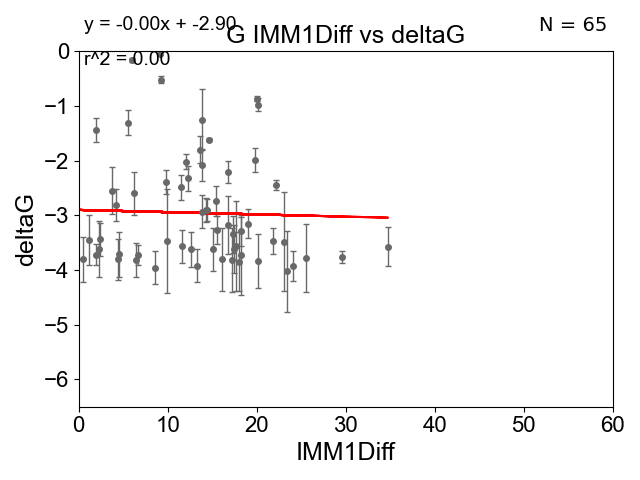 y = -0.00x + -2.90
N = 65
G IMM1Diff vs deltaG
r^2 = 0.00
0
−1
−2
−3
−4
−5
−6
deltaG
0 10 20 30 40 50 60
IMM1Diff